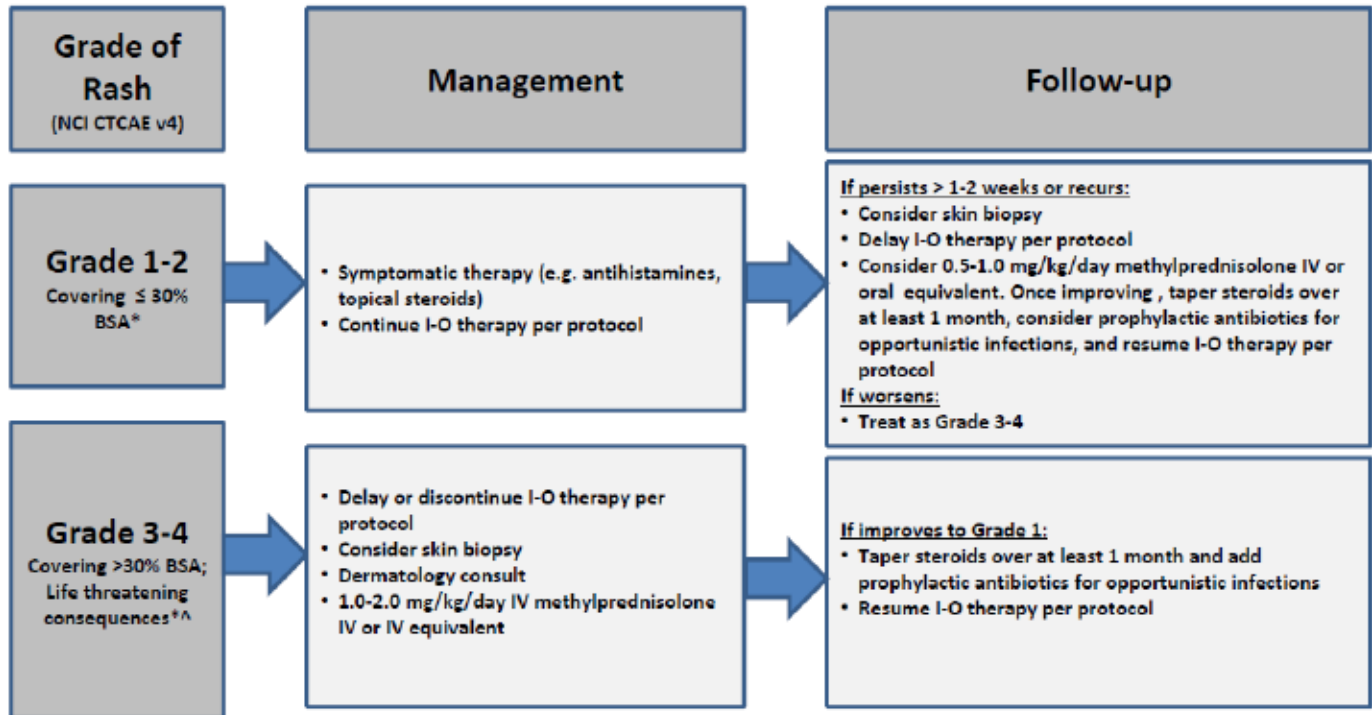 Grade of
Rash
(NCI CTCAE v4)
Management
Follow-up
Grade 1-2
Covering ≤ 30%
BSA*
• Symptomatic therapy (e.g. antihistamines,
topical steroids)
• Continue I-O therapy per protocol
If persists > 1-2 weeks or recurs:
• Consider skin biopsy
• Delay I-O therapy per protocol
• Consider 0.5-1.0 mg/kg/day methylprednisolone IV or
oral equivalent. Once improving , taper steroids over
at least 1 month, consider prophylactic antibiotics for
opportunistic infections, and resume I-O therapy per
protocol
If worsens:
• Treat as Grade 3-4
Grade 3-4
Covering >30% BSA;
Life threatening
consequences*^
• Delay or discontinue I-O therapy per
protocol
• Consider skin biopsy
• Dermatology consult
• 1.0-2.0 mg/kg/day IV methylprednisolone
IV or IV equivalent
If improves to Grade 1:
• Taper steroids over at least 1 month and add
prophylactic antibiotics for opportunistic infections
• Resume I-O therapy per protocol